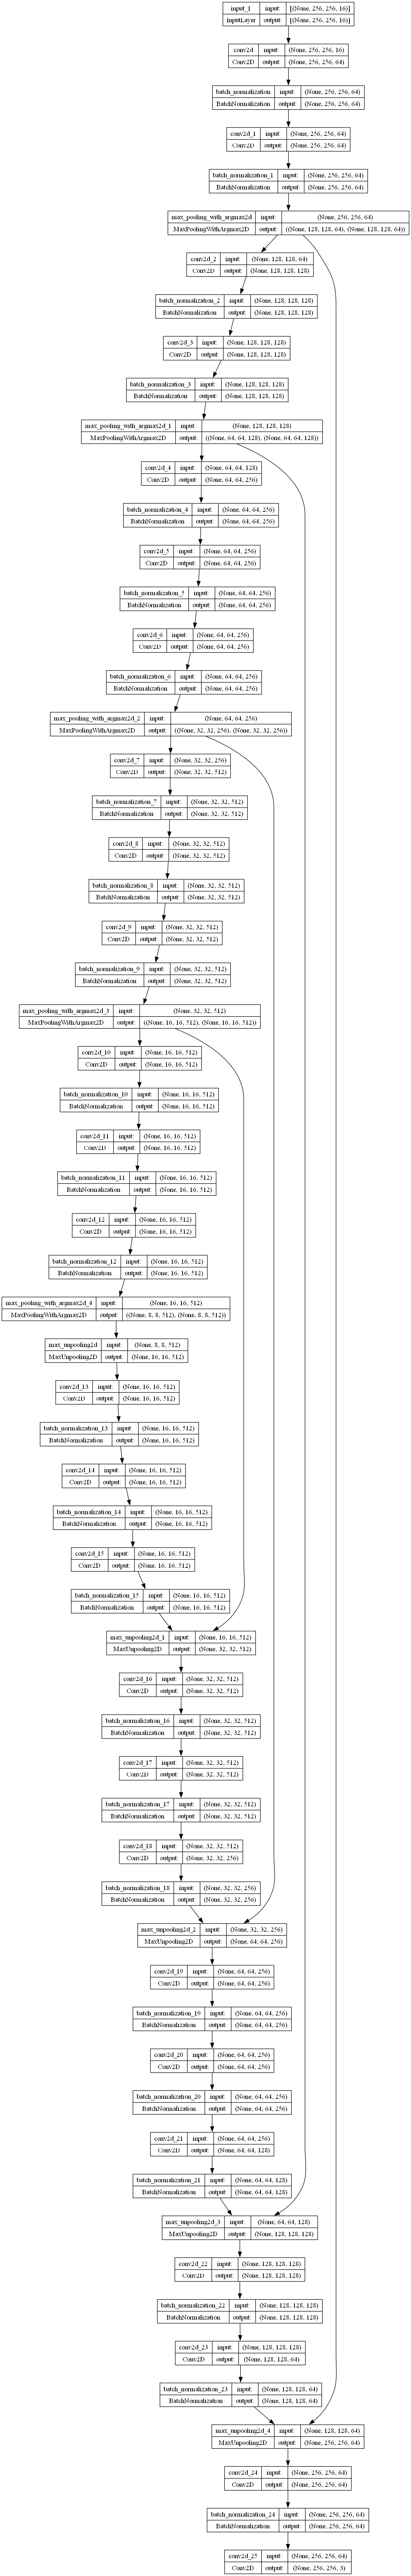 input_1 input: [(None, 256, 256, 16)]
InputLayer output: [(None, 256, 256, 16)]
conv2d input: (None, 256, 256, 16)
Conv2D output: (None, 256, 256, 64)
batch_normalization input: (None, 256, 256, 64)
BatchNormalization output: (None, 256, 256, 64)
conv2d_1 input: (None, 256, 256, 64)
Conv2D output: (None, 256, 256, 64)
batch_normalization_1 input: (None, 256, 256, 64)
BatchNormalization output: (None, 256, 256, 64)
max_pooling_with_argmax2d input: (None, 256, 256, 64)
MaxPoolingWithArgmax2D output: ((None, 128, 128, 64), (None, 128, 128, 64))
conv2d_2 input: (None, 128, 128, 64)
Conv2D output: (None, 128, 128, 128)
batch_normalization_2 input: (None, 128, 128, 128)
BatchNormalization output: (None, 128, 128, 128)
conv2d_3 input: (None, 128, 128, 128)
Conv2D output: (None, 128, 128, 128)
batch_normalization_3 input: (None, 128, 128, 128)
BatchNormalization output: (None, 128, 128, 128)
max_pooling_with_argmax2d_1 input: (None, 128, 128, 128)
MaxPoolingWithArgmax2D output: ((None, 64, 64, 128), (None, 64, 64, 128))
conv2d_4 input: (None, 64, 64, 128)
Conv2D output: (None, 64, 64, 256)
batch_normalization_4 input: (None, 64, 64, 256)
BatchNormalization output: (None, 64, 64, 256)
conv2d_5 input: (None, 64, 64, 256)
Conv2D output: (None, 64, 64, 256)
batch_normalization_5 input: (None, 64, 64, 256)
BatchNormalization output: (None, 64, 64, 256)
conv2d_6 input: (None, 64, 64, 256)
Conv2D output: (None, 64, 64, 256)
batch_normalization_6 input: (None, 64, 64, 256)
BatchNormalization output: (None, 64, 64, 256)
max_pooling_with_argmax2d_2 input: (None, 64, 64, 256)
MaxPoolingWithArgmax2D output: ((None, 32, 32, 256), (None, 32, 32, 256))
conv2d_7 input: (None, 32, 32, 256)
Conv2D output: (None, 32, 32, 512)
batch_normalization_7 input: (None, 32, 32, 512)
BatchNormalization output: (None, 32, 32, 512)
conv2d_8 input: (None, 32, 32, 512)
Conv2D output: (None, 32, 32, 512)
batch_normalization_8 input: (None, 32, 32, 512)
BatchNormalization output: (None, 32, 32, 512)
conv2d_9 input: (None, 32, 32, 512)
Conv2D output: (None, 32, 32, 512)
batch_normalization_9 input: (None, 32, 32, 512)
BatchNormalization output: (None, 32, 32, 512)
max_pooling_with_argmax2d_3 input: (None, 32, 32, 512)
MaxPoolingWithArgmax2D output: ((None, 16, 16, 512), (None, 16, 16, 512))
conv2d_10 input: (None, 16, 16, 512)
Conv2D output: (None, 16, 16, 512)
batch_normalization_10 input: (None, 16, 16, 512)
BatchNormalization output: (None, 16, 16, 512)
conv2d_11 input: (None, 16, 16, 512)
Conv2D output: (None, 16, 16, 512)
batch_normalization_11 input: (None, 16, 16, 512)
BatchNormalization output: (None, 16, 16, 512)
conv2d_12 input: (None, 16, 16, 512)
Conv2D output: (None, 16, 16, 512)
batch_normalization_12 input: (None, 16, 16, 512)
BatchNormalization output: (None, 16, 16, 512)
max_pooling_with_argmax2d_4 input: (None, 16, 16, 512)
MaxPoolingWithArgmax2D output: ((None, 8, 8, 512), (None, 8, 8, 512))
max_unpooling2d input: (None, 8, 8, 512)
MaxUnpooling2D output: (None, 16, 16, 512)
conv2d_13 input: (None, 16, 16, 512)
Conv2D output: (None, 16, 16, 512)
batch_normalization_13 input: (None, 16, 16, 512)
BatchNormalization output: (None, 16, 16, 512)
conv2d_14 input: (None, 16, 16, 512)
Conv2D output: (None, 16, 16, 512)
batch_normalization_14 input: (None, 16, 16, 512)
BatchNormalization output: (None, 16, 16, 512)
conv2d_15 input: (None, 16, 16, 512)
Conv2D output: (None, 16, 16, 512)
batch_normalization_15 input: (None, 16, 16, 512)
BatchNormalization output: (None, 16, 16, 512)
max_unpooling2d_1 input: (None, 16, 16, 512)
MaxUnpooling2D output: (None, 32, 32, 512)
conv2d_16 input: (None, 32, 32, 512)
Conv2D output: (None, 32, 32, 512)
batch_normalization_16 input: (None, 32, 32, 512)
BatchNormalization output: (None, 32, 32, 512)
conv2d_17 input: (None, 32, 32, 512)
Conv2D output: (None, 32, 32, 512)
batch_normalization_17 input: (None, 32, 32, 512)
BatchNormalization output: (None, 32, 32, 512)
conv2d_18 input: (None, 32, 32, 512)
Conv2D output: (None, 32, 32, 256)
batch_normalization_18 input: (None, 32, 32, 256)
BatchNormalization output: (None, 32, 32, 256)
max_unpooling2d_2 input: (None, 32, 32, 256)
MaxUnpooling2D output: (None, 64, 64, 256)
conv2d_19 input: (None, 64, 64, 256)
Conv2D output: (None, 64, 64, 256)
batch_normalization_19 input: (None, 64, 64, 256)
BatchNormalization output: (None, 64, 64, 256)
conv2d_20 input: (None, 64, 64, 256)
Conv2D output: (None, 64, 64, 256)
batch_normalization_20 input: (None, 64, 64, 256)
BatchNormalization output: (None, 64, 64, 256)
conv2d_21 input: (None, 64, 64, 256)
Conv2D output: (None, 64, 64, 128)
batch_normalization_21 input: (None, 64, 64, 128)
BatchNormalization output: (None, 64, 64, 128)
max_unpooling2d_3 input: (None, 64, 64, 128)
MaxUnpooling2D output: (None, 128, 128, 128)
conv2d_22 input: (None, 128, 128, 128)
Conv2D output: (None, 128, 128, 128)
batch_normalization_22 input: (None, 128, 128, 128)
BatchNormalization output: (None, 128, 128, 128)
conv2d_23 input: (None, 128, 128, 128)
Conv2D output: (None, 128, 128, 64)
batch_normalization_23 input: (None, 128, 128, 64)
BatchNormalization output: (None, 128, 128, 64)
max_unpooling2d_4 input: (None, 128, 128, 64)
MaxUnpooling2D output: (None, 256, 256, 64)
conv2d_24 input: (None, 256, 256, 64)
Conv2D output: (None, 256, 256, 64)
batch_normalization_24 input: (None, 256, 256, 64)
BatchNormalization output: (None, 256, 256, 64)
conv2d_25 input: (None, 256, 256, 64)
Conv2D output: (None, 256, 256, 3)